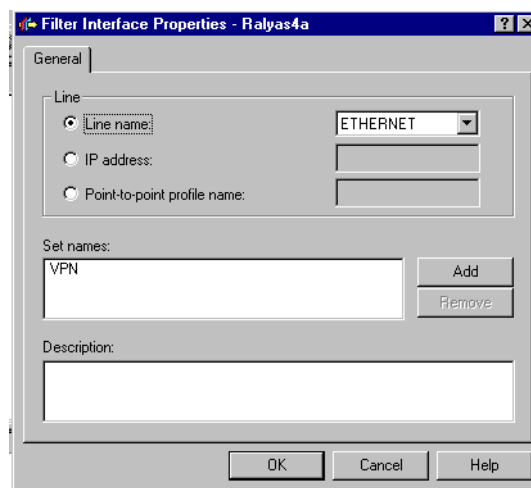 Filter Interface Properties - Ralyas4a
General
Line
Line name:
ETHERNET
IP address:
Point-to-point profile name:
Set names:
VPN
Add
Remove
Description:
OK
Cancel
Help